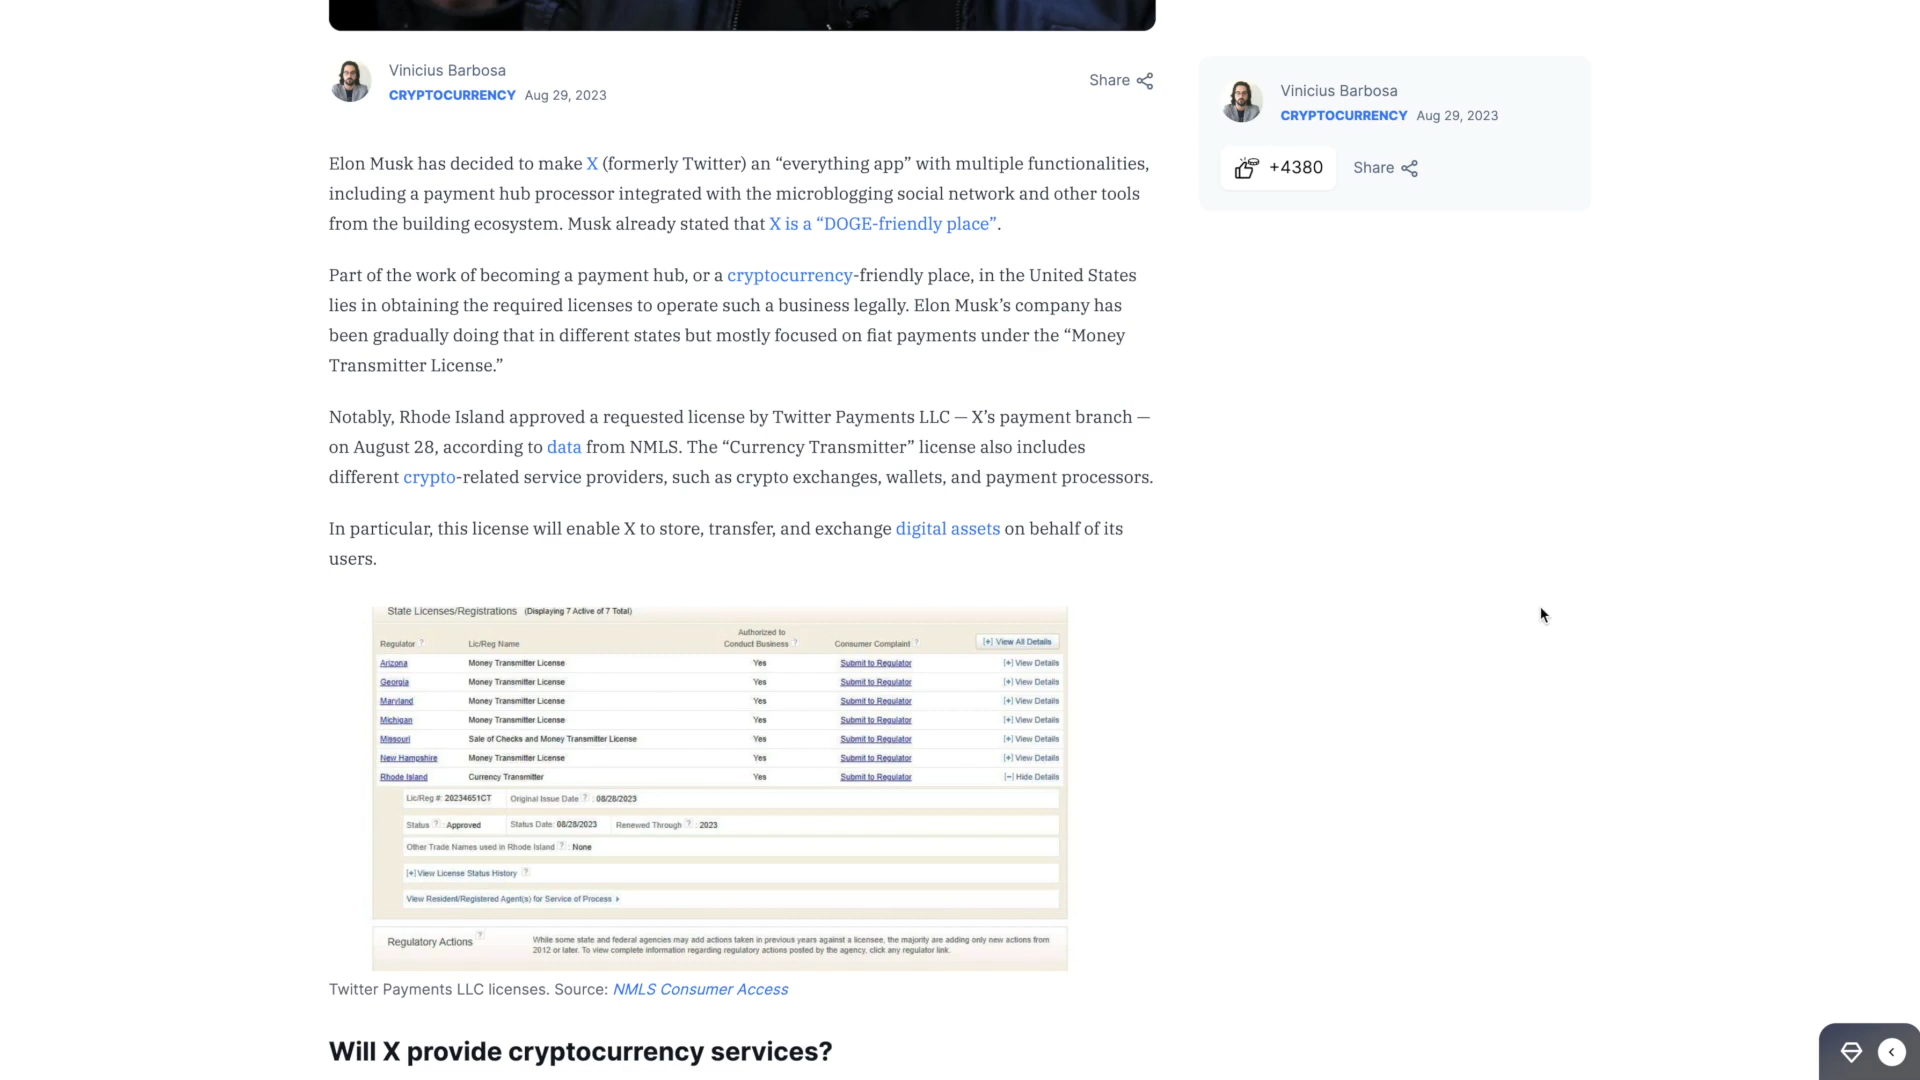 Vinicius Barbosa
CRYPTOCURRENCY Aug 29, 2023
Share
Vinicius Barbosa
CRYPTOCURRENCY Aug 29, 2023
+4380 Share
Elon Musk has decided to make X (formerly Twitter) an “everything app” with multiple functionalities,
including a payment hub processor integrated with the microblogging social network and other tools
from the building ecosystem. Musk already stated that X is a “DOGE-friendly place”.
Part of the work of becoming a payment hub, or a cryptocurrency-friendly place, in the United States
lies in obtaining the required licenses to operate such a business legally. Elon Musk’s company has
been gradually doing that in different states but mostly focused on fiat payments under the “Money
Transmitter License.”
Notably, Rhode Island approved a requested license by Twitter Payments LLC — X’s payment branch —
on August 28, according to data from NMLS. The “Currency Transmitter” license also includes
different crypto-related service providers, such as crypto exchanges, wallets, and payment processors.
In particular, this license will enable X to store, transfer, and exchange digital assets on behalf of its
users.
State Licenses/Registrations (Displaying 7 Active of 7 Total)
Regulator ? Lic/Reg Name Authorized to Conduct Business ? Consumer Complaint ? [+] View All Details
Arizona Money Transmitter License Yes Submit to Regulator [+] View Details
Georgia Money Transmitter License Yes Submit to Regulator [+] View Details
Maryland Money Transmitter License Yes Submit to Regulator [+] View Details
Michigan Money Transmitter License Yes Submit to Regulator [+] View Details
Missouri Sale of Checks and Money Transmitter License Yes Submit to Regulator [+] View Details
New Hampshire Money Transmitter License Yes Submit to Regulator [+] View Details
Rhode Island Currency Transmitter Yes Submit to Regulator [−] Hide Details
Lic/Reg #: 20234651CT Original Issue Date ? : 08/28/2023
Status ? : Approved Status Date: 08/28/2023 Renewed Through ? : 2023
Other Trade Names used in Rhode Island ? : None
[+]View License Status History ?
View Resident/Registered Agent(s) for Service of Process
Regulatory Actions ? While some state and federal agencies may add actions taken in previous years against a licensee, the majority are adding only new actions from
2012 or later. To view complete information regarding regulatory actions posted by the agency, click any regulator link.
Twitter Payments LLC licenses. Source: NMLS Consumer Access
Will X provide cryptocurrency services?